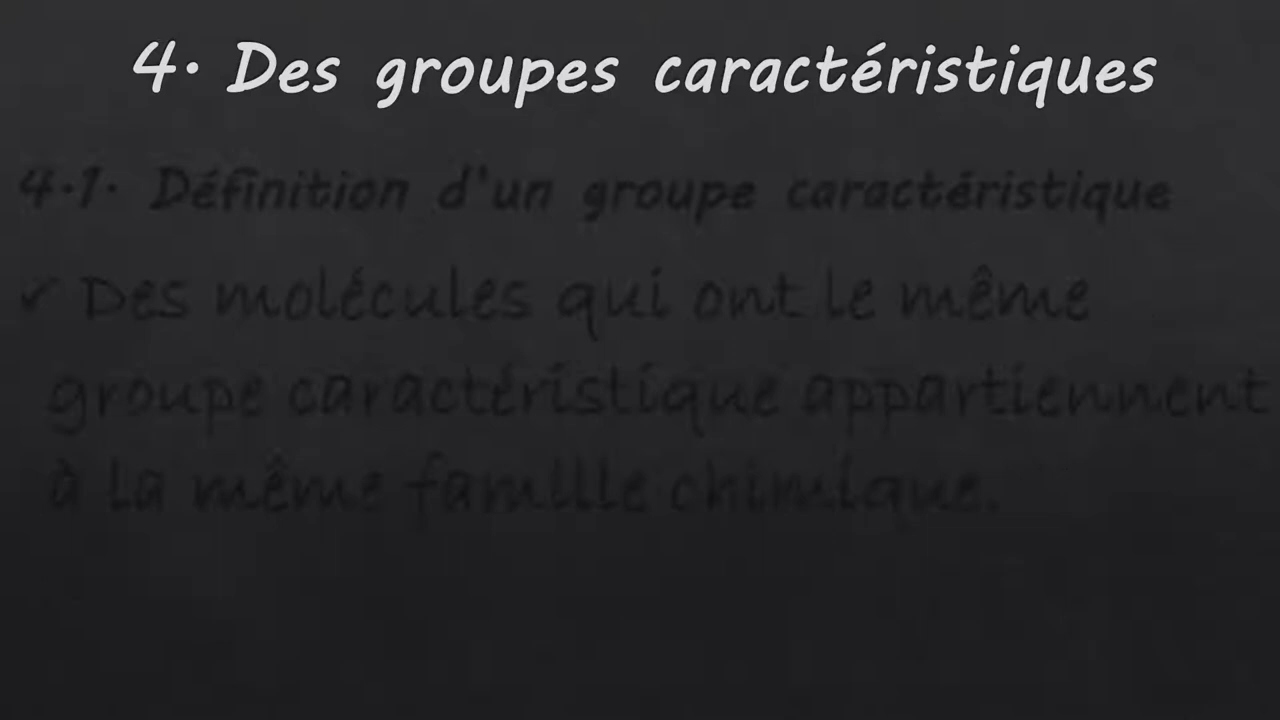 4. Des groupes caractéristiques
4.1. Définition d'un groupe caractéristique
✓ Des molécules qui ont le même
groupe caractéristique appartiennent
à la même famille chimique.